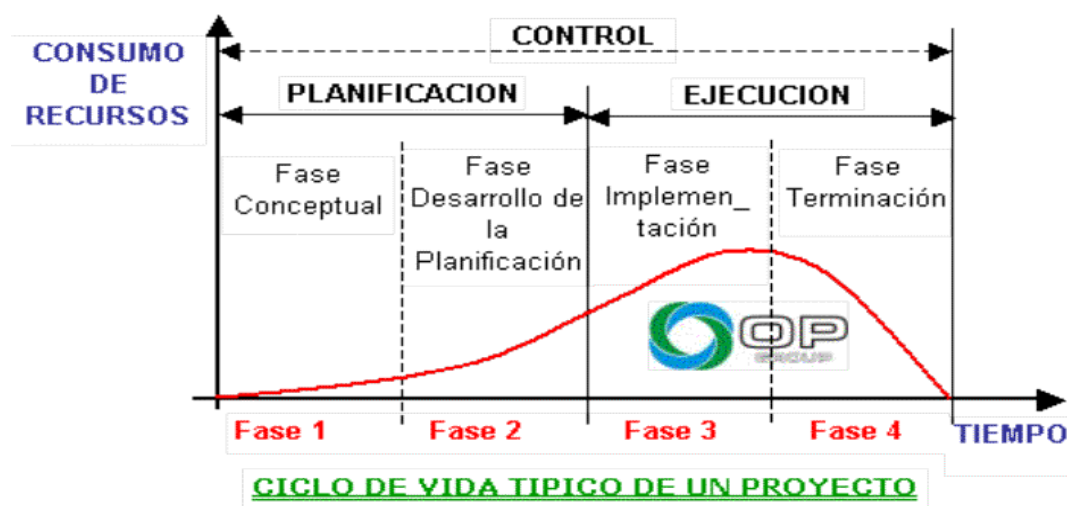 CONSUMO
DE
RECURSOS
CONTROL
PLANIFICACION
EJECUCION
Fase
Conceptual
Fase
Desarrollo de
la
Planificación
Fase
Implemen_
tación
Fase
Terminación
OP
GROUP
Fase 1
Fase 2
Fase 3
Fase 4
TIEMPO
CICLO DE VIDA TIPICO DE UN PROYECTO